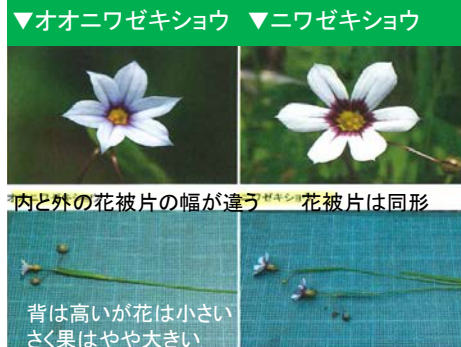 ▼オオニワゼキショウ ▼ニワゼキショウ
内と外の花被片の幅が違う 花被片は同形
背は高いが花は小さい
さく果はやや大きい